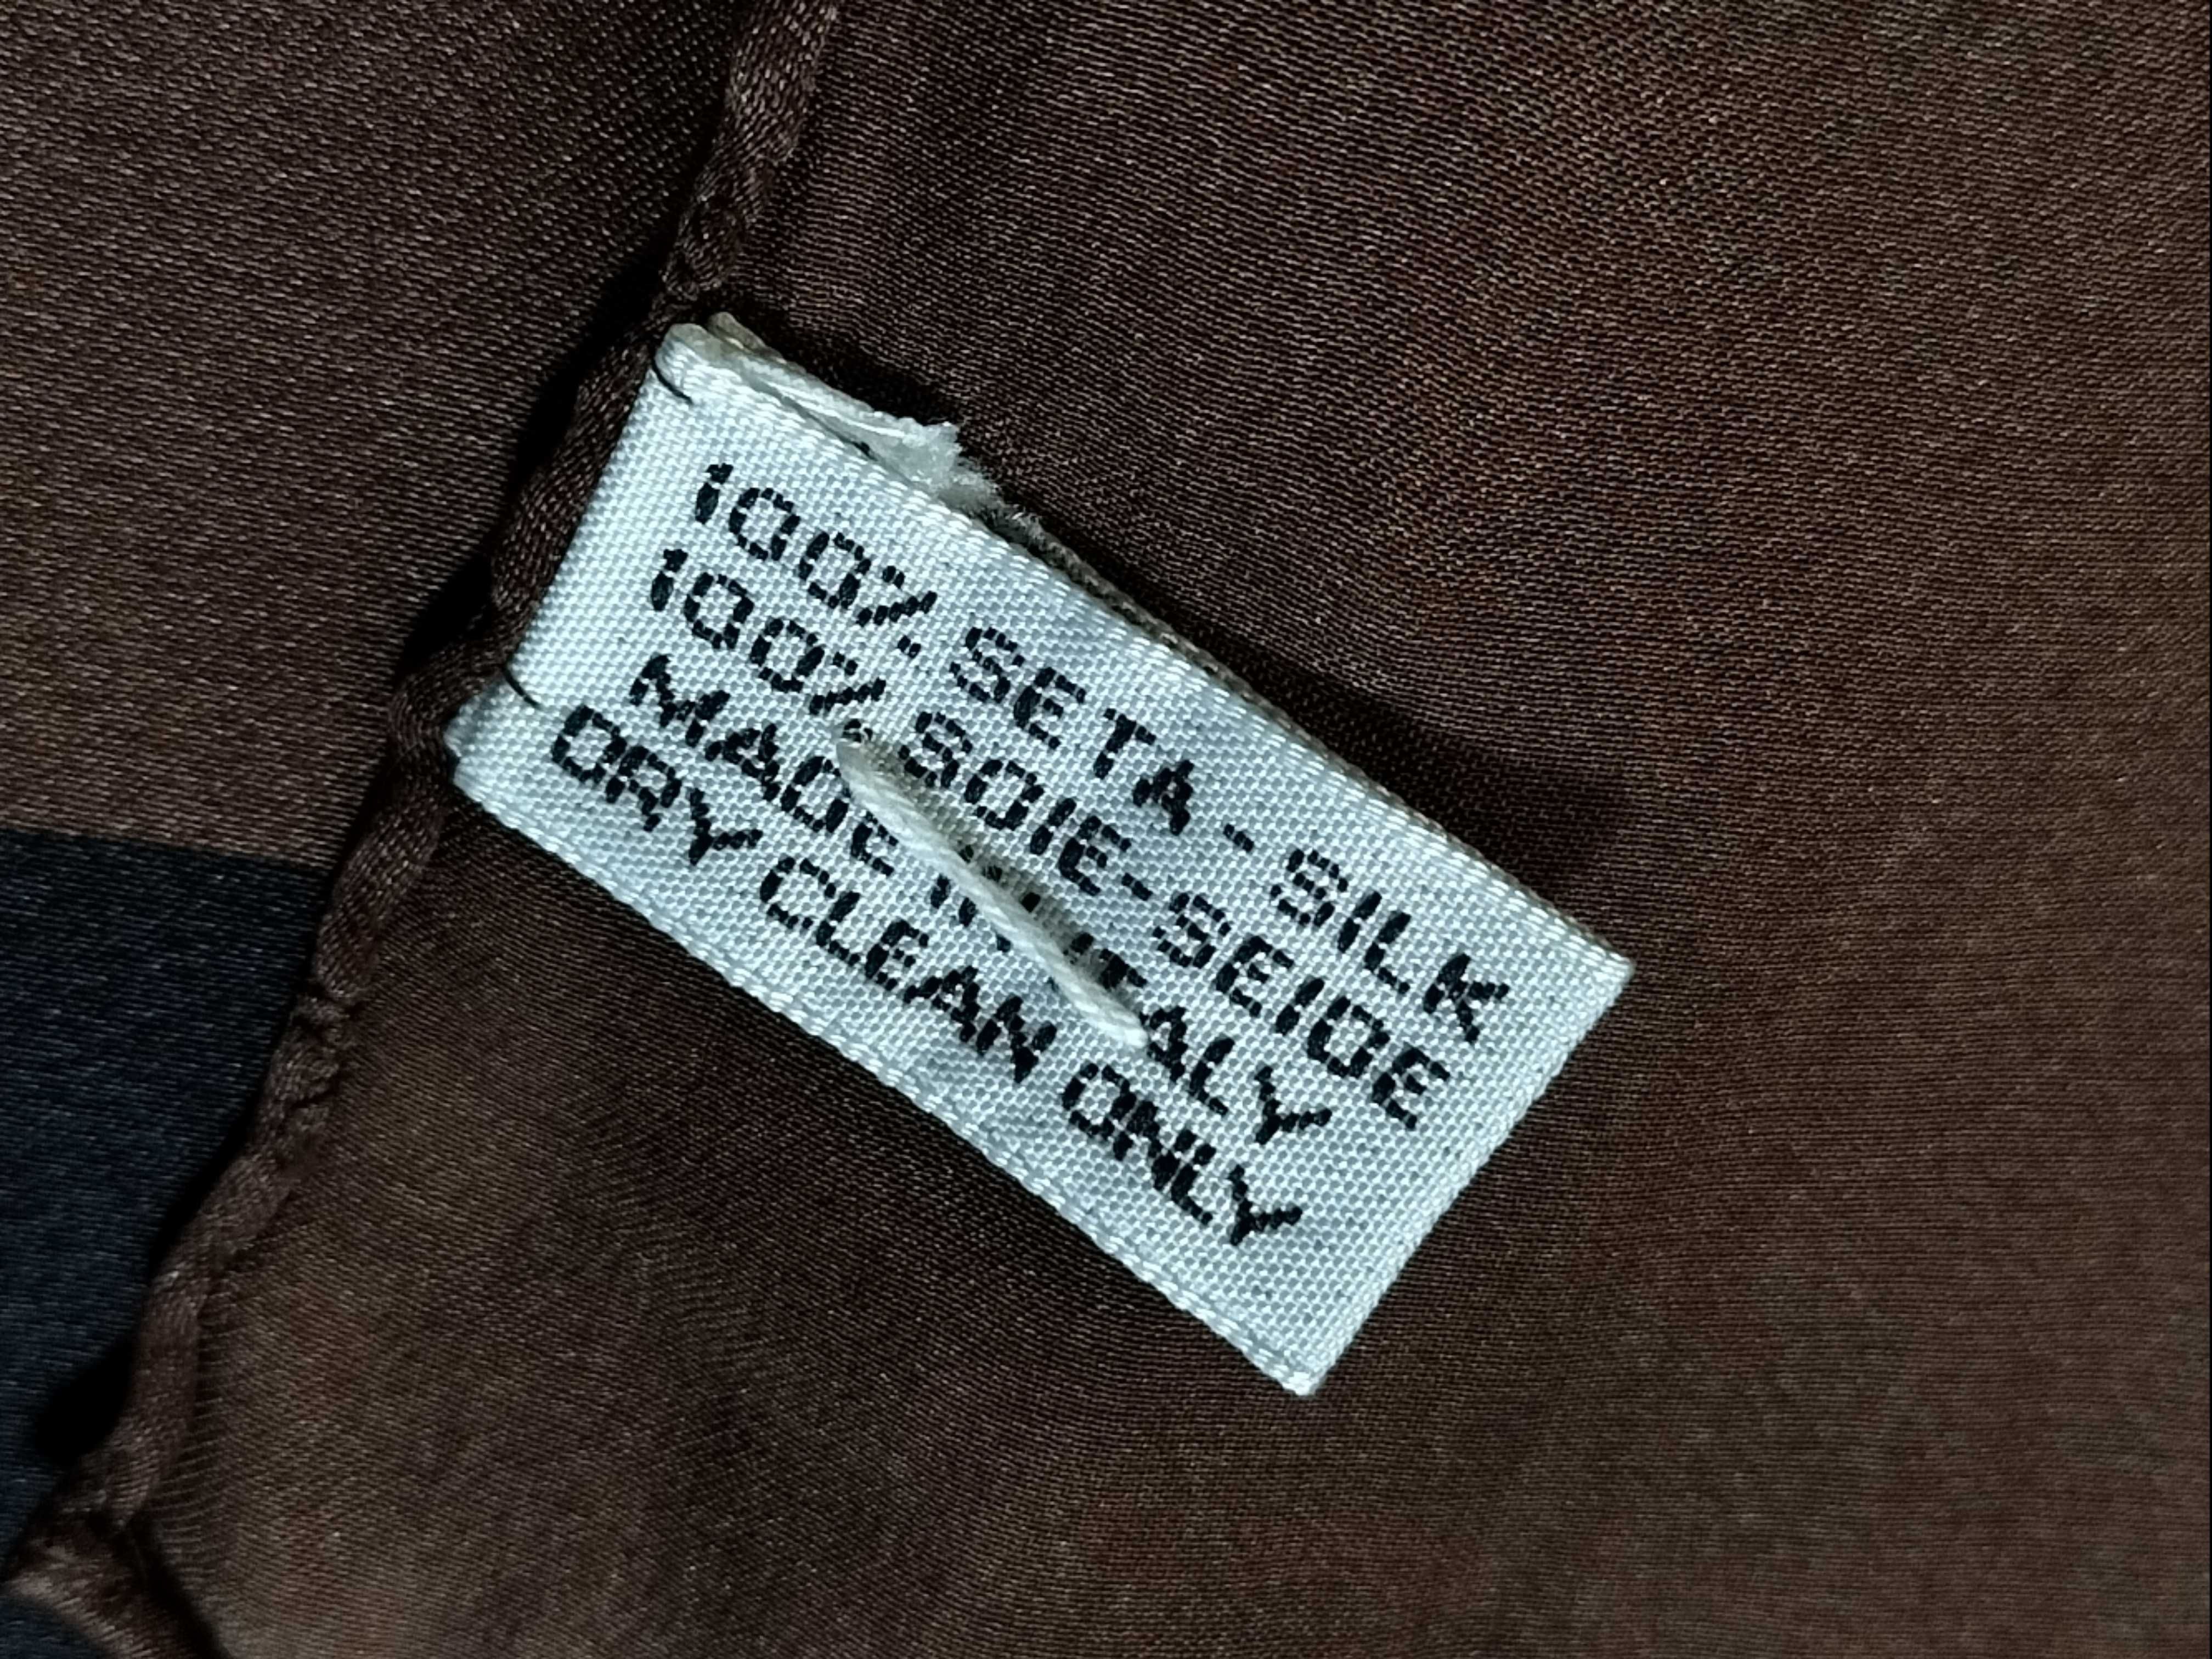 100% SETA - SILK
100% SOIE-SEIDE
MADE IN ITALY
DRY CLEAN ONLY